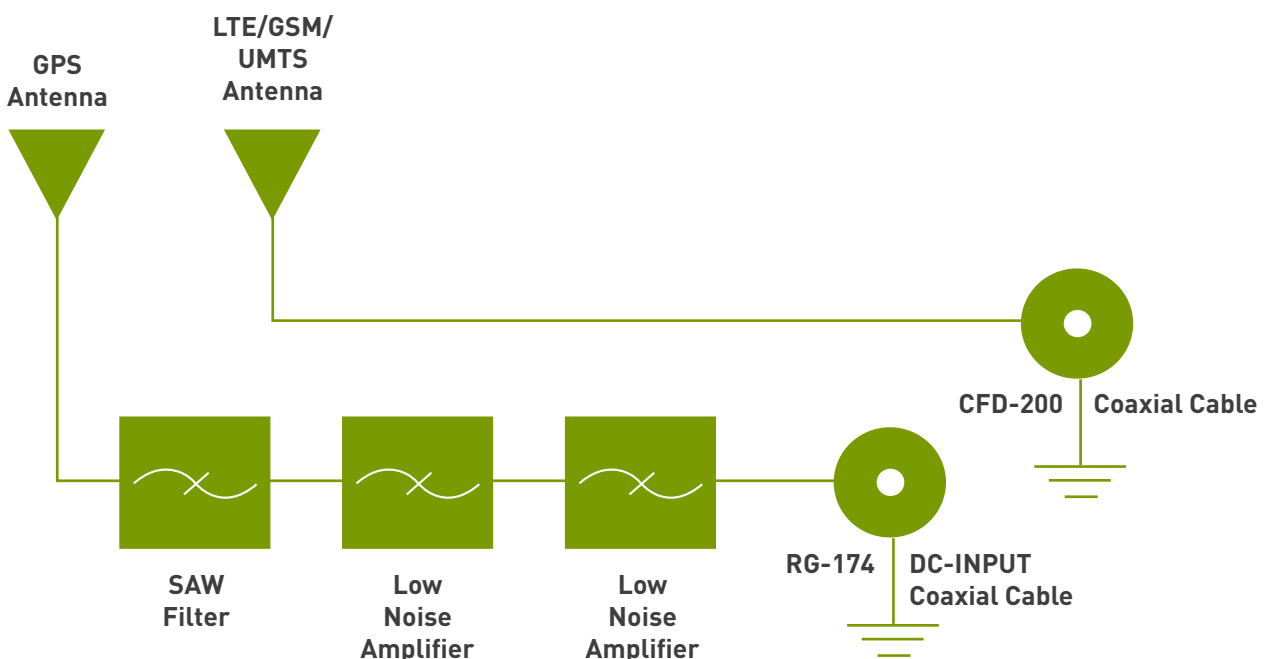 LTE/GSM/
UMTS
Antenna
GPS
Antenna
CFD-200
Coaxial Cable
RG-174
DC-INPUT
Coaxial Cable
SAW
Filter
Low
Noise
Amplifier
Low
Noise
Amplifier